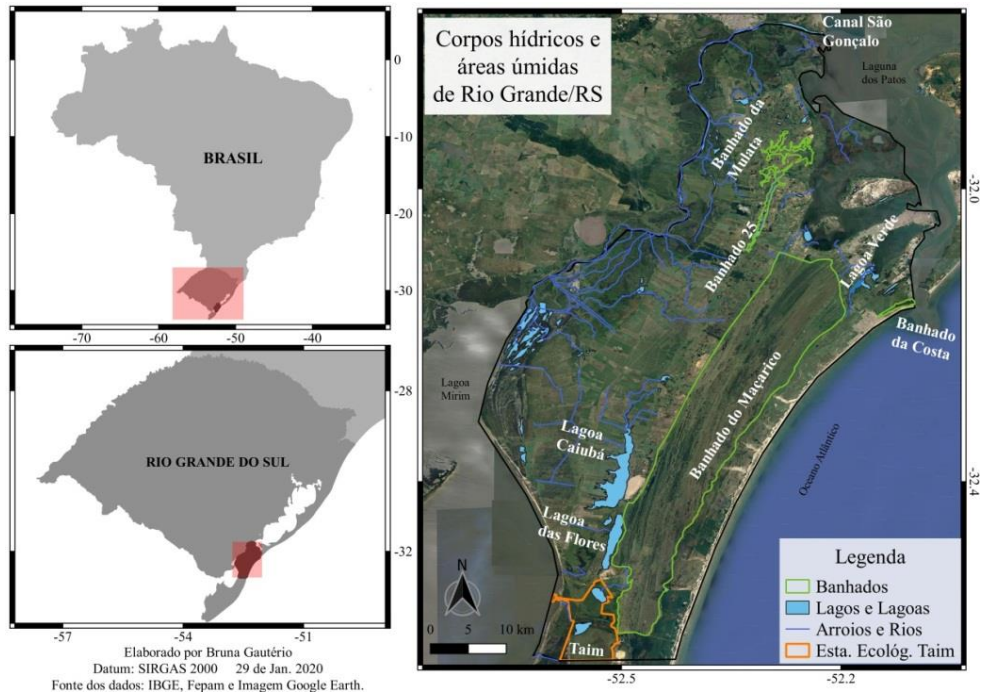 BRASIL
0
-10
-20
-30
-70
-60
-50
-40
-30
RIO GRANDE DO SUL
-28
-32
-57
-53
-51
Elaborado por Bruna Gautério
Datum: SIRGAS 2000 29 de Jan. 2020
Fonte dos dados: IBGE, Fepam e Imagem Google Earth.
Corpos hídricos e
áreas úmidas
de Rio Grande/RS
Canal São
Gonçalo
Laguna
dos Patos
Banhado da
Mulata
Banhado 25
Lagoa Verde
Banhado
da Costa
Lagoa
Mirim
Lagoa
Caiubá
Banhado do Maçarico
Oceano Atlântico
Lagoa
das Flores
N
0 5 10 km
Taim
Legenda
Banhados
Lagos e Lagoas
Arroios e Rios
Esta. Ecológ. Taim
-32.0
-32.4
-52.5
-52.2